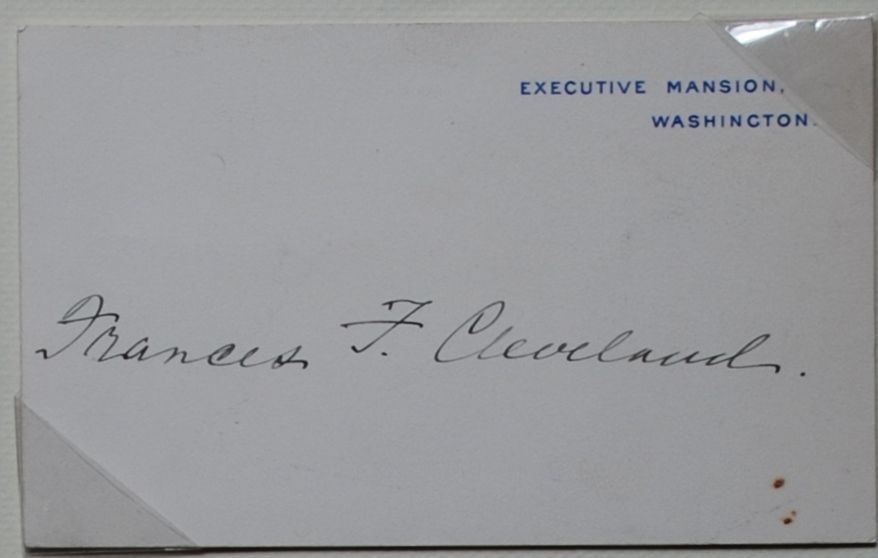 EXECUTIVE MANSION,
WASHINGTON.
Frances F. Cleveland.